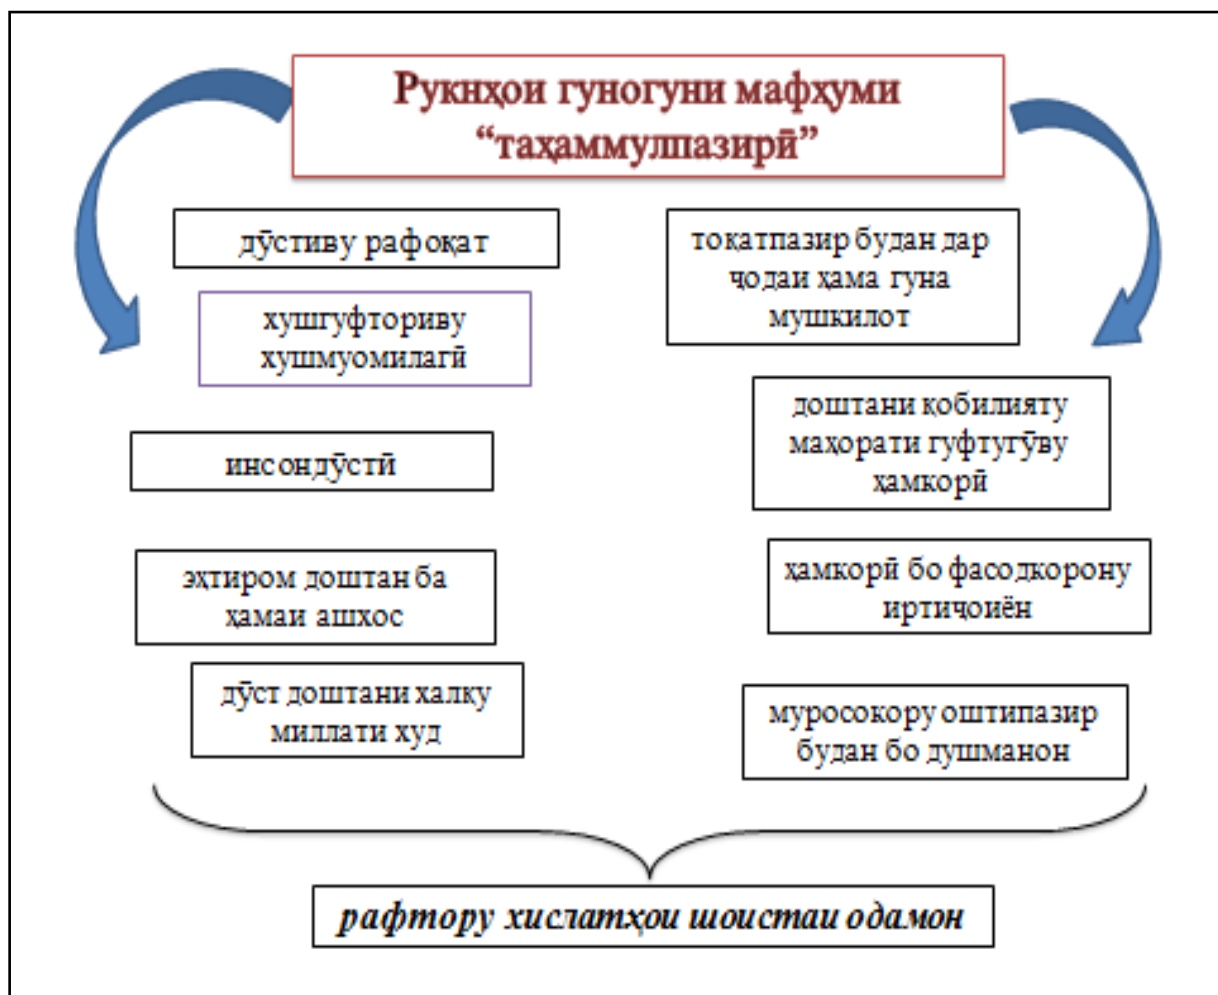 Рукнҳои гуногуни мафҳуми
“таҳаммулпазирӣ”
дӯстиву рафоқат
хушгуфториву
хушмуомилагӣ
инсондӯстӣ
эҳтиром доштан ба
ҳамаи ашхос
дӯст доштани халқу
миллати худ
тоқатпазир будан дар
ҷодаи ҳама гуна
мушкилот
доштани қобилияту
маҳорати гуфтугӯву
ҳамкорӣ
ҳамкорӣ бо фасодкорону
иртиҷоиён
муросокору оштипазир
будан бо душманон
рафтору хислатҳои шоистаи одамон